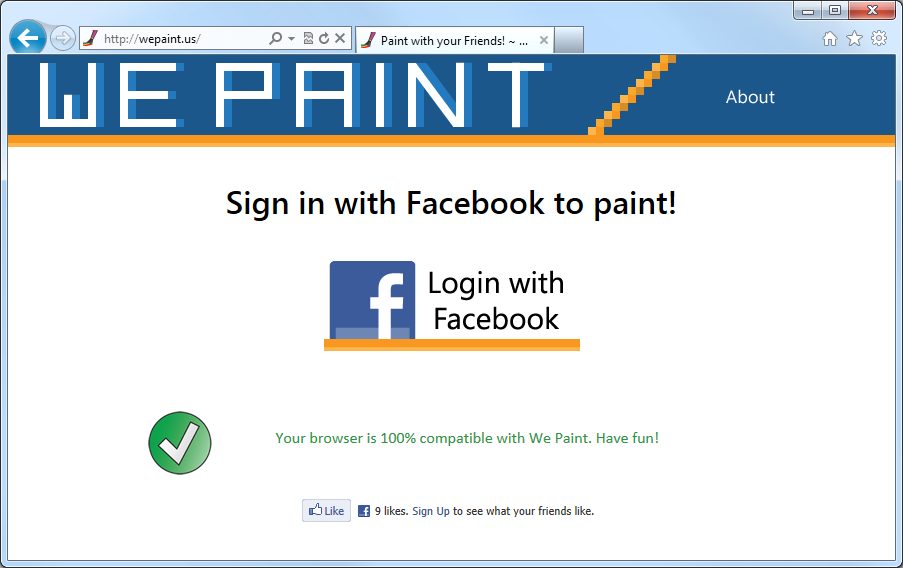 http://wepaint.us/
Paint with your Friends! ~ ...
WE PAINT
About
Sign in with Facebook to paint!
f
Login with
Facebook
Your browser is 100% compatible with We Paint. Have fun!
Like
9 likes. Sign Up to see what your friends like.